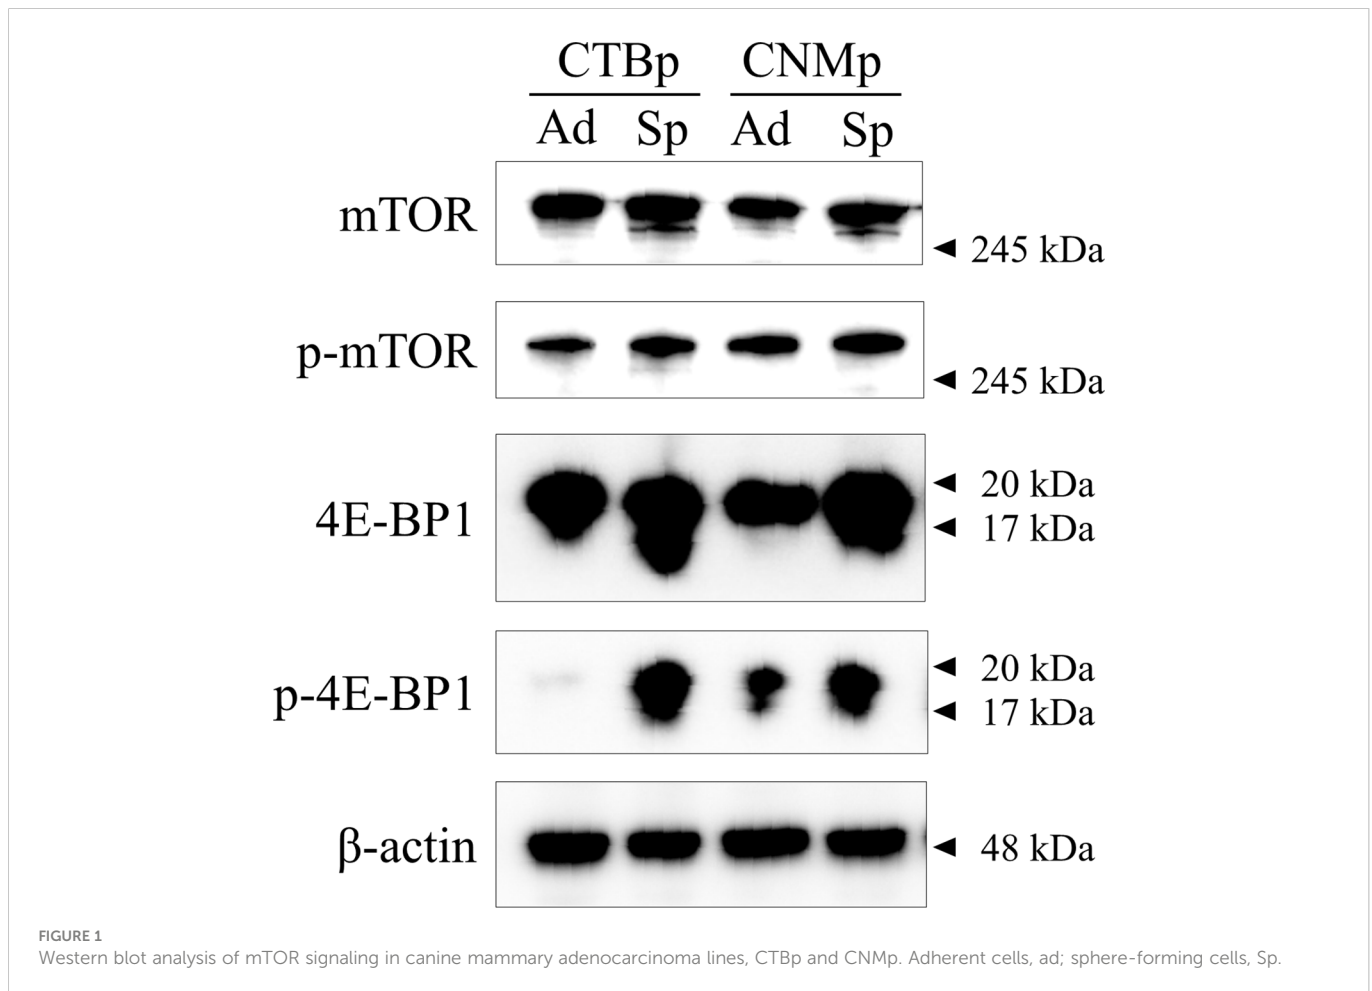 CTBp CNMp
Ad Sp Ad Sp
mTOR
◄ 245 kDa
p-mTOR
◄ 245 kDa
4E-BP1
◄ 20 kDa
◄ 17 kDa
p-4E-BP1
◄ 20 kDa
◄ 17 kDa
β-actin
◄ 48 kDa
FIGURE 1
Western blot analysis of mTOR signaling in canine mammary adenocarcinoma lines, CTBp and CNMp. Adherent cells, ad; sphere-forming cells, Sp.